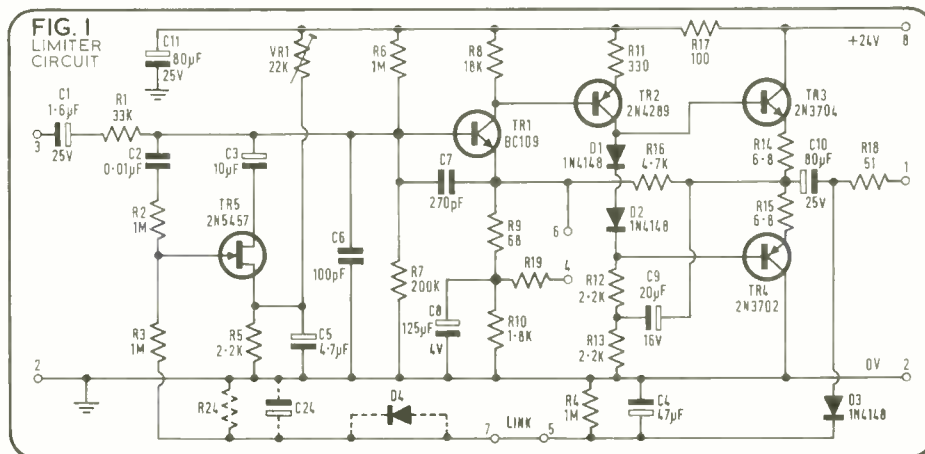 FIG. 1
LIMITER
CIRCUIT
C11
80µF
25V
VR1
22K
R6
1M
R8
18K
R11
330
R17
100
+24V
8
C1
1·6µF
25V
3
R1
33K
C2
0·01µF
C3
10µF
TR1
BC109
TR2
2N4289
TR3
2N3704
D1
1N4148
R16
4·7K
R14
6·8
C10
80µF
25V
R18
51
1
C7
270pF
R2
1M
TR5
2N5457
C6
100pF
R9
68
6
D2
1N4148
R15
6·8
TR4
2N3702
R7
200K
R19
4
R12
2·2K
C9
20µF
16V
R3
1M
R5
2·2K
C5
4·7µF
C8
125µF
4V
R10
1·8K
R13
2·2K
2
0V
2
R24
C24
D4
LINK
7
5
R4
1M
C4
47µF
D3
1N4148